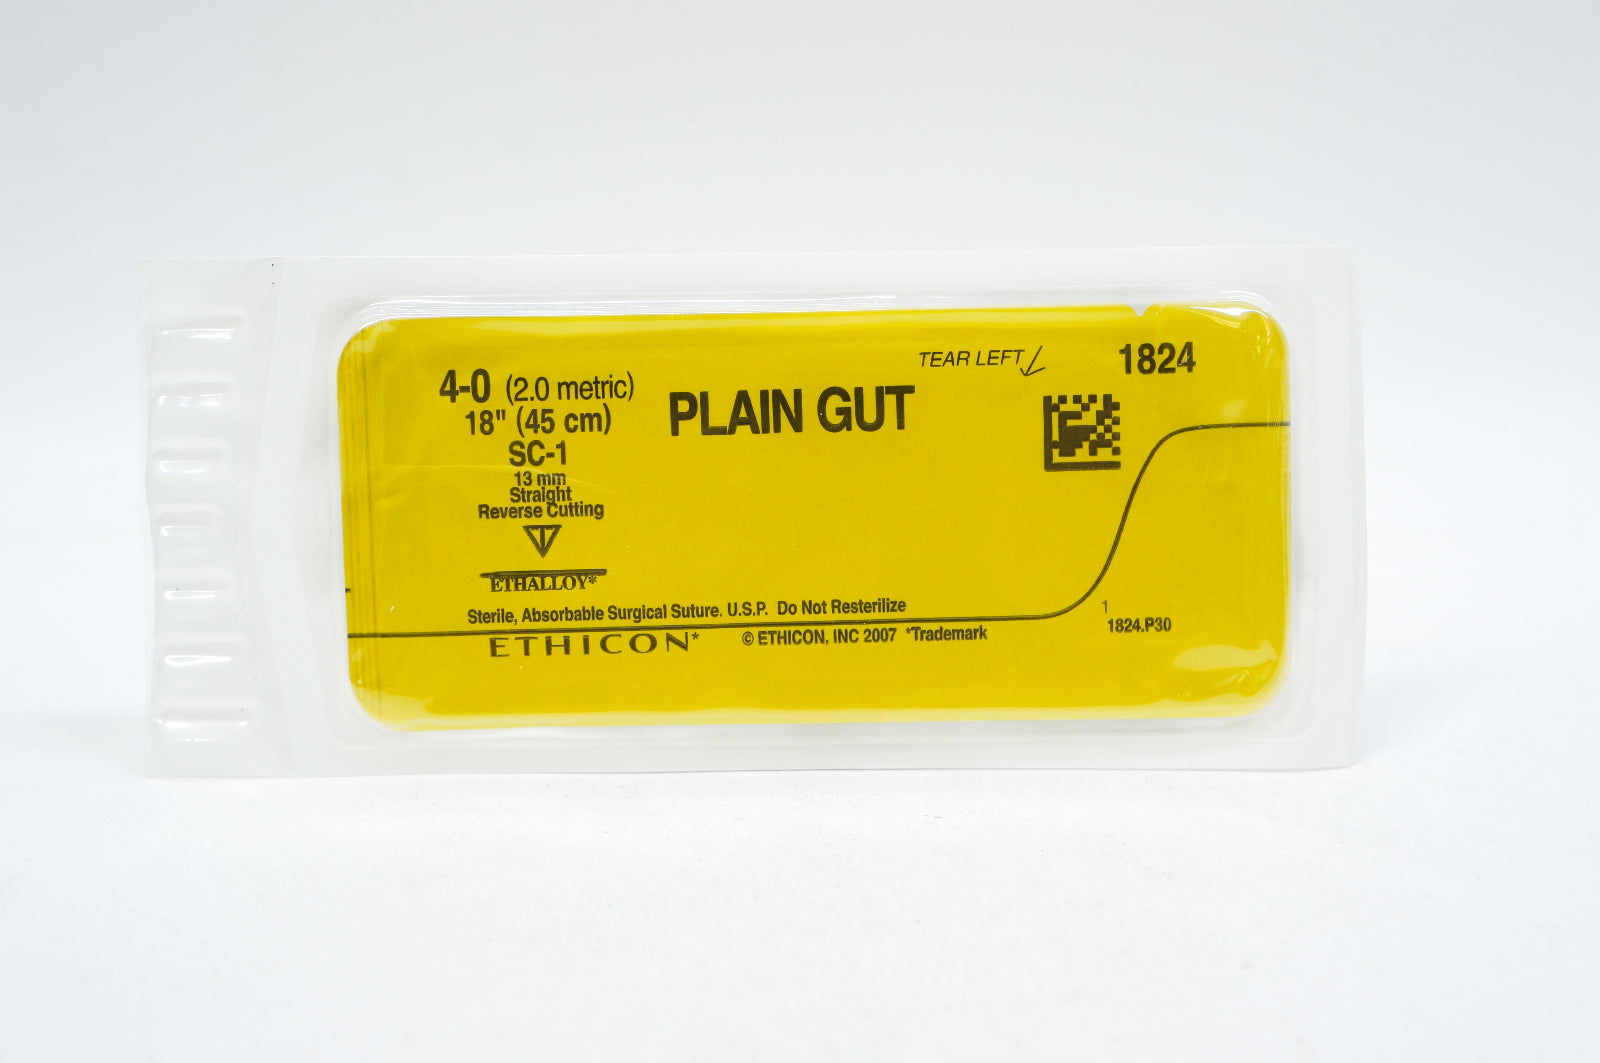 4-0 (2.0 metric)
18" (45 cm)
SC-1
13 mm
Straight
Reverse Cutting
ETHALLOY*
PLAIN GUT
TEAR LEFT
1824
Sterile, Absorbable Surgical Suture. U.S.P. Do Not Resterilize
ETHICON* © ETHICON, INC 2007 *Trademark
1
1824.P30